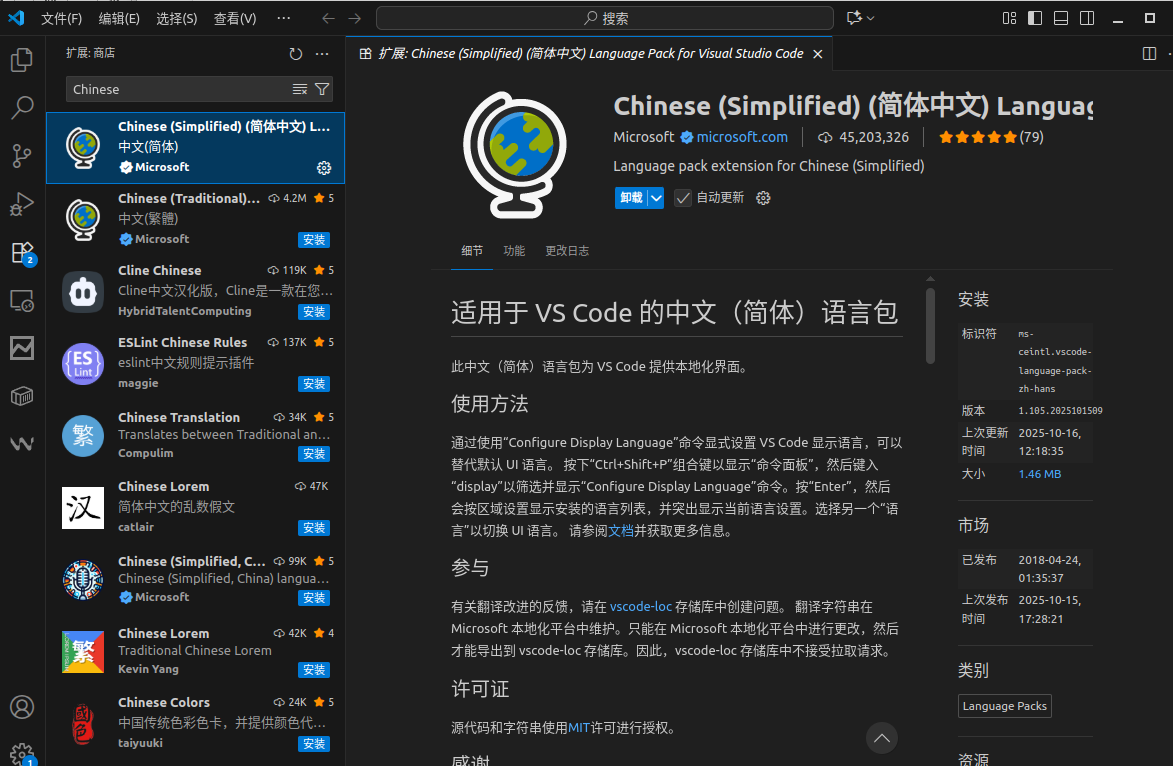 文件(F) 编辑(E) 选择(S) 查看(V) ··· 搜索
扩展: 商店
Chinese
Chinese (Simplified) (简体中文) L...
中文(简体)
Microsoft
Chinese (Traditional)... 4.2M 5
中文(繁體)
Microsoft 安装
Cline Chinese 119K 5
Cline中文汉化版，Cline是一款在您...
HybridTalentComputing 安装
ES
Lint
ESLint Chinese Rules 137K 5
eslint中文规则提示插件
maggie 安装
繁
Chinese Translation 34K 5
Translates between Traditional an...
Compulim 安装
汉
Chinese Lorem 47K
简体中文的乱数假文
catlair 安装
Chinese (Simplified, C... 99K 5
Chinese (Simplified, China) langua...
Microsoft 安装
繁
Chinese Lorem 42K 4
Traditional Chinese Lorem
Kevin Yang 安装
國色
Chinese Colors 24K 5
中国传统色彩色卡，并提供颜色代...
taiyuuki 安装
2
1
扩展: Chinese (Simplified) (简体中文) Language Pack for Visual Studio Code
Chinese (Simplified) (简体中文) Languag
Microsoft microsoft.com 45,203,326 (79)
Language pack extension for Chinese (Simplified)
卸载 自动更新
细节 功能 更改日志
适用于 VS Code 的中文（简体）语言包
此中文（简体）语言包为 VS Code 提供本地化界面。
使用方法
通过使用“Configure Display Language”命令显式设置 VS Code 显示语言，可以
替代默认 UI 语言。 按下“Ctrl+Shift+P”组合键以显示“命令面板”，然后键入
“display”以筛选并显示“Configure Display Language”命令。按“Enter”，然后
会按区域设置显示安装的语言列表，并突出显示当前语言设置。选择另一个“语
言”以切换 UI 语言。 请参阅文档并获取更多信息。
参与
有关翻译改进的反馈，请在 vscode-loc 存储库中创建问题。 翻译字符串在
Microsoft 本地化平台中维护。只能在 Microsoft 本地化平台中进行更改，然后
才能导出到 vscode-loc 存储库。因此，vscode-loc 存储库中不接受拉取请求。
许可证
源代码和字符串使用MIT许可进行授权。
感谢
安装
标识符 ms-
ceintl.vscode-
language-pack-
zh-hans
版本 1.105.2025101509
上次更新 2025-10-16,
时间 12:18:35
大小 1.46 MB
市场
已发布 2018-04-24,
01:35:37
上次发布 2025-10-15,
时间 17:28:21
类别
Language Packs
资源